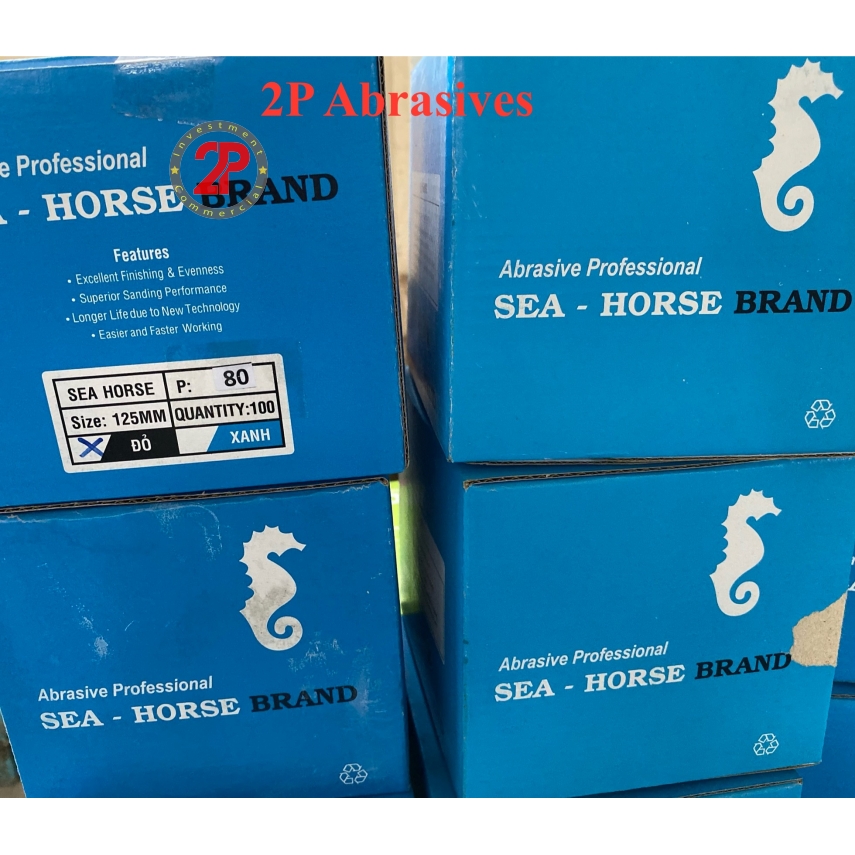 2P Abrasives
e Professional
Investment
2P
Commercial
- HORSE BRAND
Features
• Excellent Finishing & Evenness
• Superior Sanding Performance
• Longer Life due to New Technology
• Easier and Faster Working
SEA HORSE P: 80
Size: 125MM QUANTITY:100
X ĐỎ XANH
Abrasive Professional
SEA - HORSE BRAND
Abrasive Professional
SEA - HORSE BRAND
Abrasive Professional
SEA - HORSE BRAND